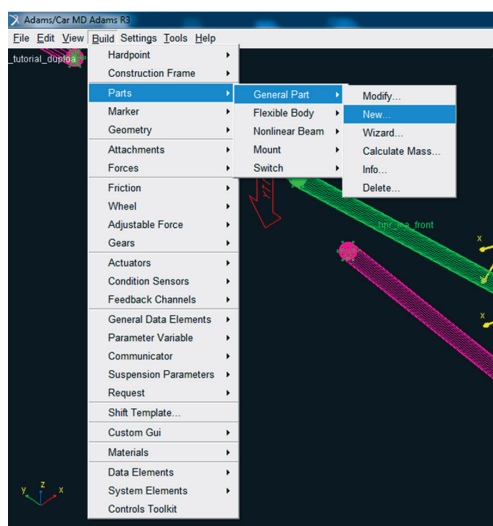 Adams/Car MD Adams R3
File Edit View Build Settings Tools Help
_tutorial_duploa
Hardpoint
Construction Frame
Parts
Marker
Geometry
Attachments
Forces
Friction
Wheel
Adjustable Force
Gears
Actuators
Condition Sensors
Feedback Channels
General Data Elements
Parameter Variable
Communicator
Suspension Parameters
Request
Shift Template...
Custom Gui
Materials
Data Elements
System Elements
Controls Toolkit
General Part
Flexible Body
Nonlinear Beam
Mount
Switch
Modify...
New...
Wizard...
Calculate Mass...
Info...
Delete...
x
x
y z x